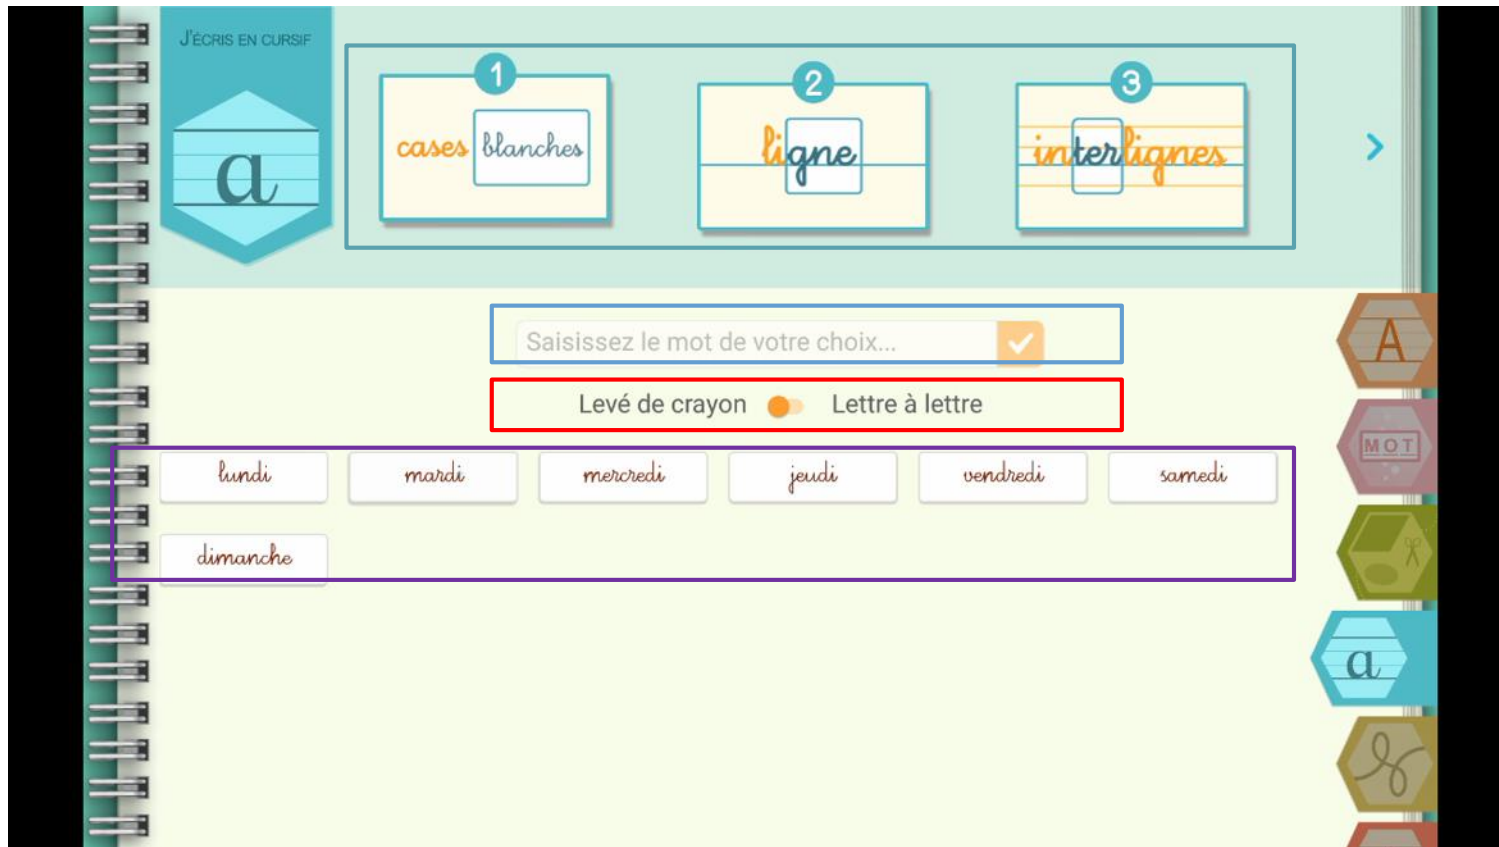 J'ÉCRIS EN CURSIF
a
1
cases blanches
2
ligne
3
interlignes
Saisissez le mot de votre choix...
Levé de crayon Lettre à lettre
lundi mardi mercredi jeudi vendredi samedi
dimanche
A
MOT
a